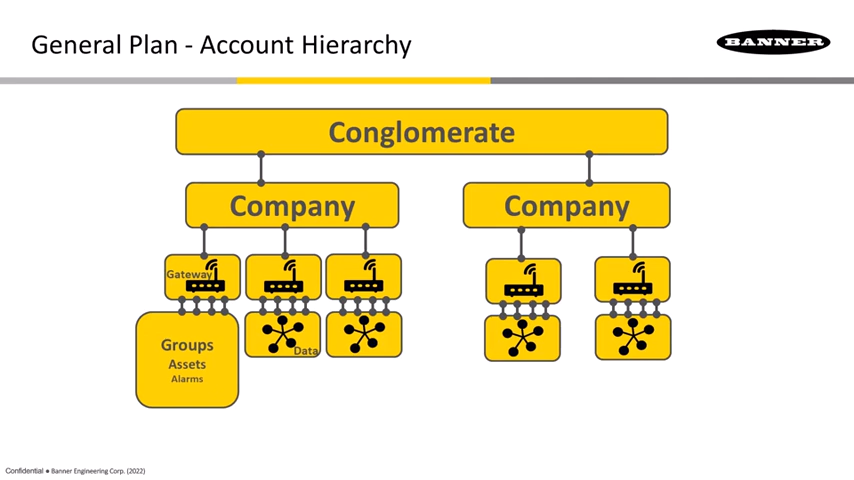 General Plan - Account Hierarchy
BANNER
Conglomerate
Company
Company
Gateway
Groups
Assets
Alarms
Data
Confidential ● Banner Engineering Corp. (2022)